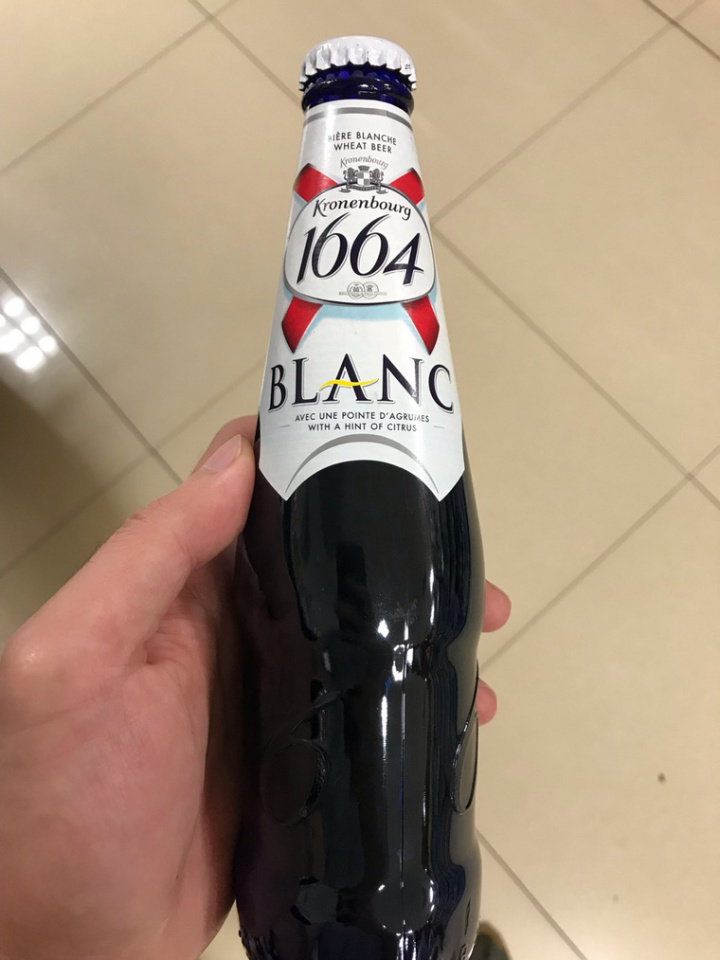 BIÈRE BLANCHE
WHEAT BEER
Kronenbourg
Kronenbourg
1664
BLANC
AVEC UNE POINTE D'AGRUMES
WITH A HINT OF CITRUS